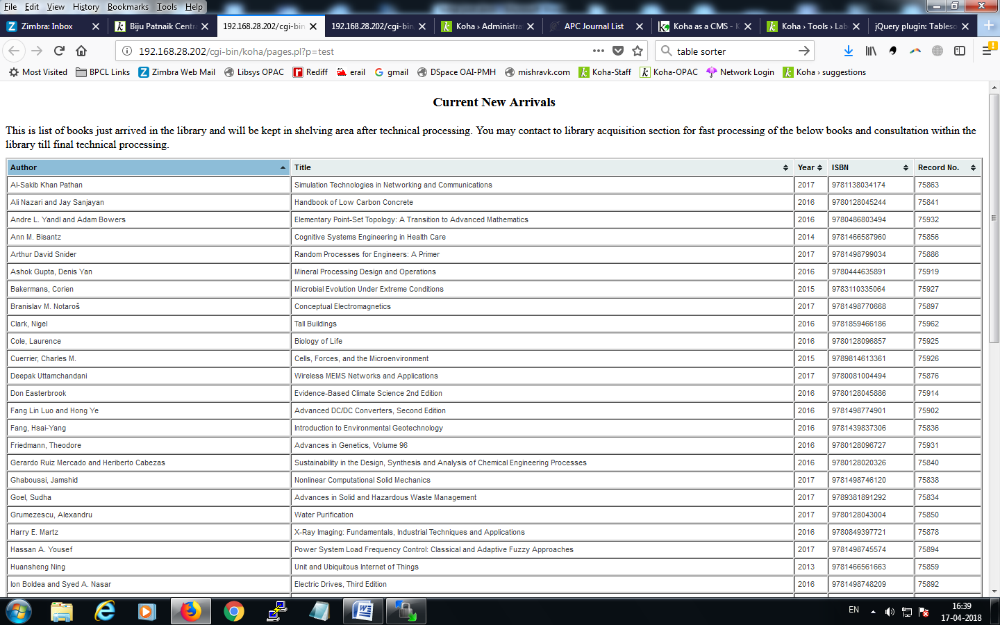 File Edit View History Bookmarks Tools Help
Zimbra: Inbox
Biju Patnaik Centr
192.168.28.202/cgi-bin
192.168.28.202/cgi-bin
Koha › Administra
APC Journal List
Koha as a CMS - K
Koha › Tools › Lab
jQuery plugin: Tableso
192.168.28.202/cgi-bin/koha/pages.pl?p=test
table sorter
Most Visited BPCL Links Zimbra Web Mail Libsys OPAC Rediff erail gmail DSpace OAI-PMH mishravk.com Koha-Staff Koha-OPAC Network Login Koha › suggestions
Current New Arrivals
This is list of books just arrived in the library and will be kept in shelving area after technical processing. You may contact to library acquisition section for fast processing of the below books and consultation within the
library till final technical processing.
Author Title Year ISBN Record No.
Al-Sakib Khan Pathan Simulation Technologies in Networking and Communications 2017 9781138034174 75863
Ali Nazari and Jay Sanjayan Handbook of Low Carbon Concrete 2016 9780128045244 75841
Andre L. Yandl and Adam Bowers Elementary Point-Set Topology: A Transition to Advanced Mathematics 2016 9780486803494 75932
Ann M. Bisantz Cognitive Systems Engineering in Health Care 2014 9781466587960 75856
Arthur David Snider Random Processes for Engineers: A Primer 2017 9781498799034 75886
Ashok Gupta, Denis Yan Mineral Processing Design and Operations 2016 9780444635891 75919
Bakermans, Corien Microbial Evolution Under Extreme Conditions 2015 9783110335064 75927
Branislav M. Notaroš Conceptual Electromagnetics 2017 9781498770668 75897
Clark, Nigel Tall Buildings 2016 9781859466186 75962
Cole, Laurence Biology of Life 2016 9780128096857 75925
Cuerrier, Charles M. Cells, Forces, and the Microenvironment 2015 9789814613361 75926
Deepak Uttamchandani Wireless MEMS Networks and Applications 2017 9780081004494 75876
Don Easterbrook Evidence-Based Climate Science 2nd Edition 2016 9780128045886 75914
Fang Lin Luo and Hong Ye Advanced DC/DC Converters, Second Edition 2016 9781498774901 75902
Fang, Hsai-Yang Introduction to Environmental Geotechnology 2016 9781439837306 75836
Friedmann, Theodore Advances in Genetics, Volume 96 2016 9780128096727 75931
Gerardo Ruiz Mercado and Heriberto Cabezas Sustainability in the Design, Synthesis and Analysis of Chemical Engineering Processes 2016 9780128020326 75840
Ghaboussi, Jamshid Nonlinear Computational Solid Mechanics 2017 9781498746120 75838
Goel, Sudha Advances in Solid and Hazardous Waste Management 2017 9789381891292 75834
Grumezescu, Alexandru Water Purification 2017 9780128043004 75850
Harry E. Martz X-Ray Imaging: Fundamentals, Industrial Techniques and Applications 2016 9780849397721 75878
Hassan A. Yousef Power System Load Frequency Control: Classical and Adaptive Fuzzy Approaches 2017 9781498745574 75894
Huansheng Ning Unit and Ubiquitous Internet of Things 2013 9781466561663 75859
Ion Boldea and Syed A. Nasar Electric Drives, Third Edition 2016 9781498748209 75892
EN
16:39
17-04-2018